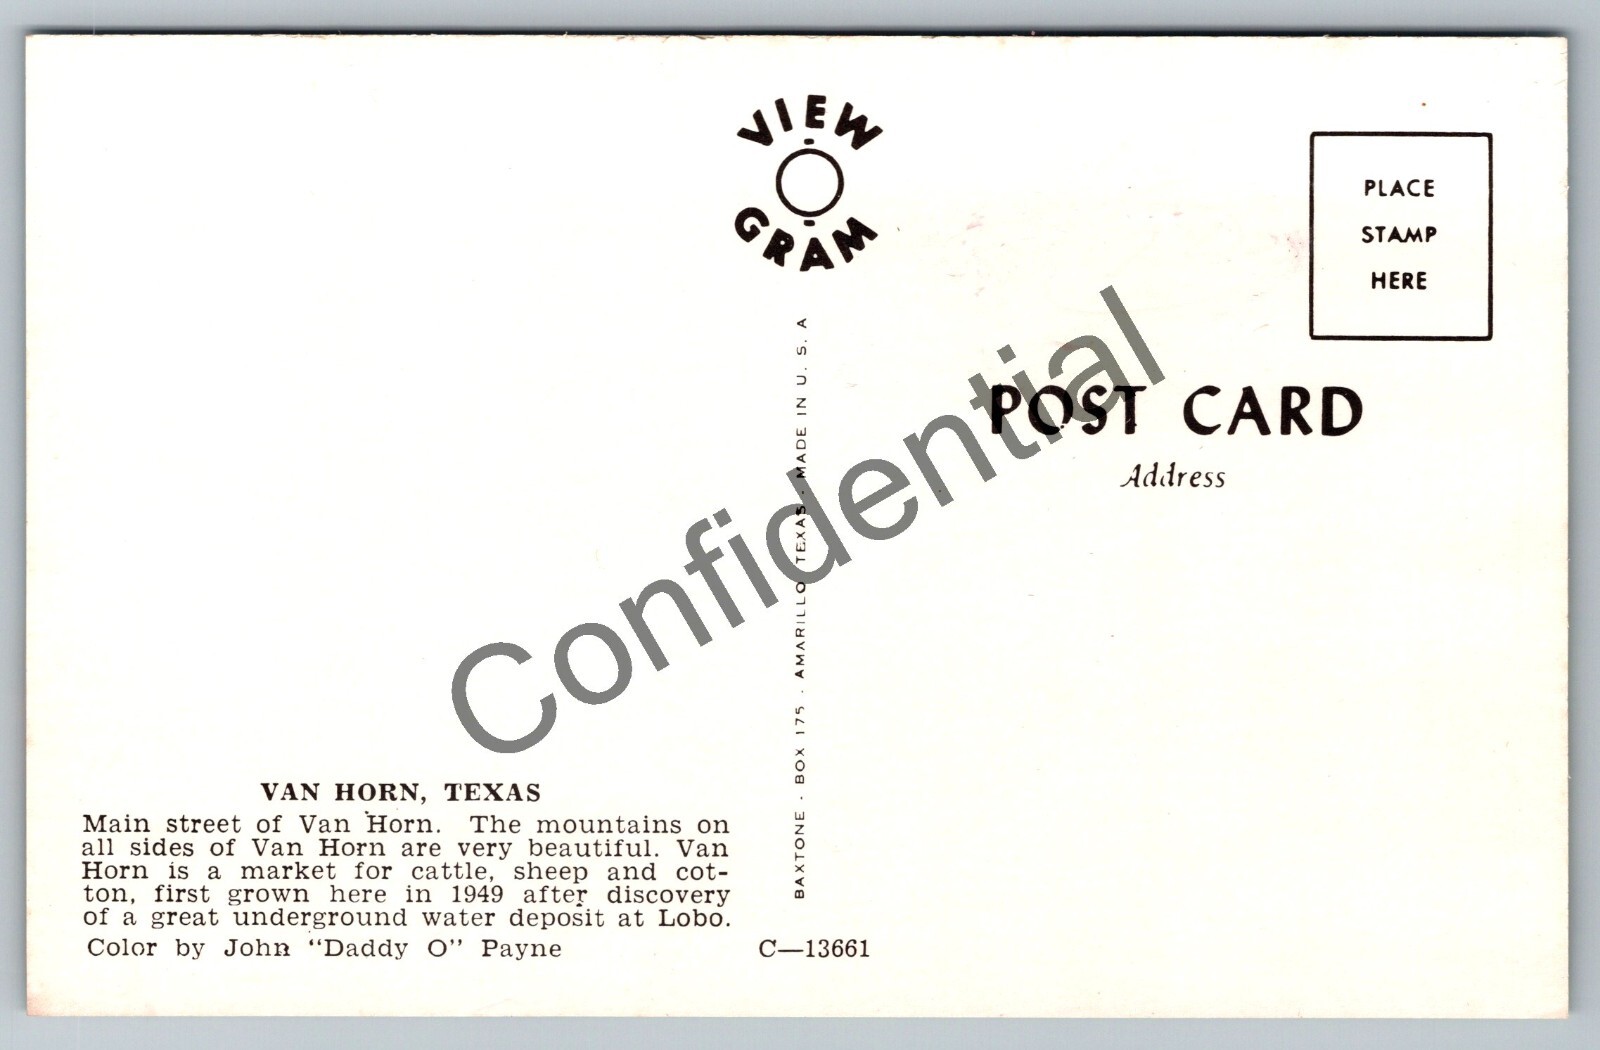 VIEW
GRAM
PLACE
STAMP
HERE
POST CARD
Address
Confidential
BAXTONE . BOX 175 . AMARILLO, TEXAS - MADE IN U. S. A
VAN HORN, TEXAS
Main street of Van Horn. The mountains on
all sides of Van Horn are very beautiful. Van
Horn is a market for cattle, sheep and cot-
ton, first grown here in 1949 after discovery
of a great underground water deposit at Lobo.
Color by John "Daddy O" Payne
C—13661